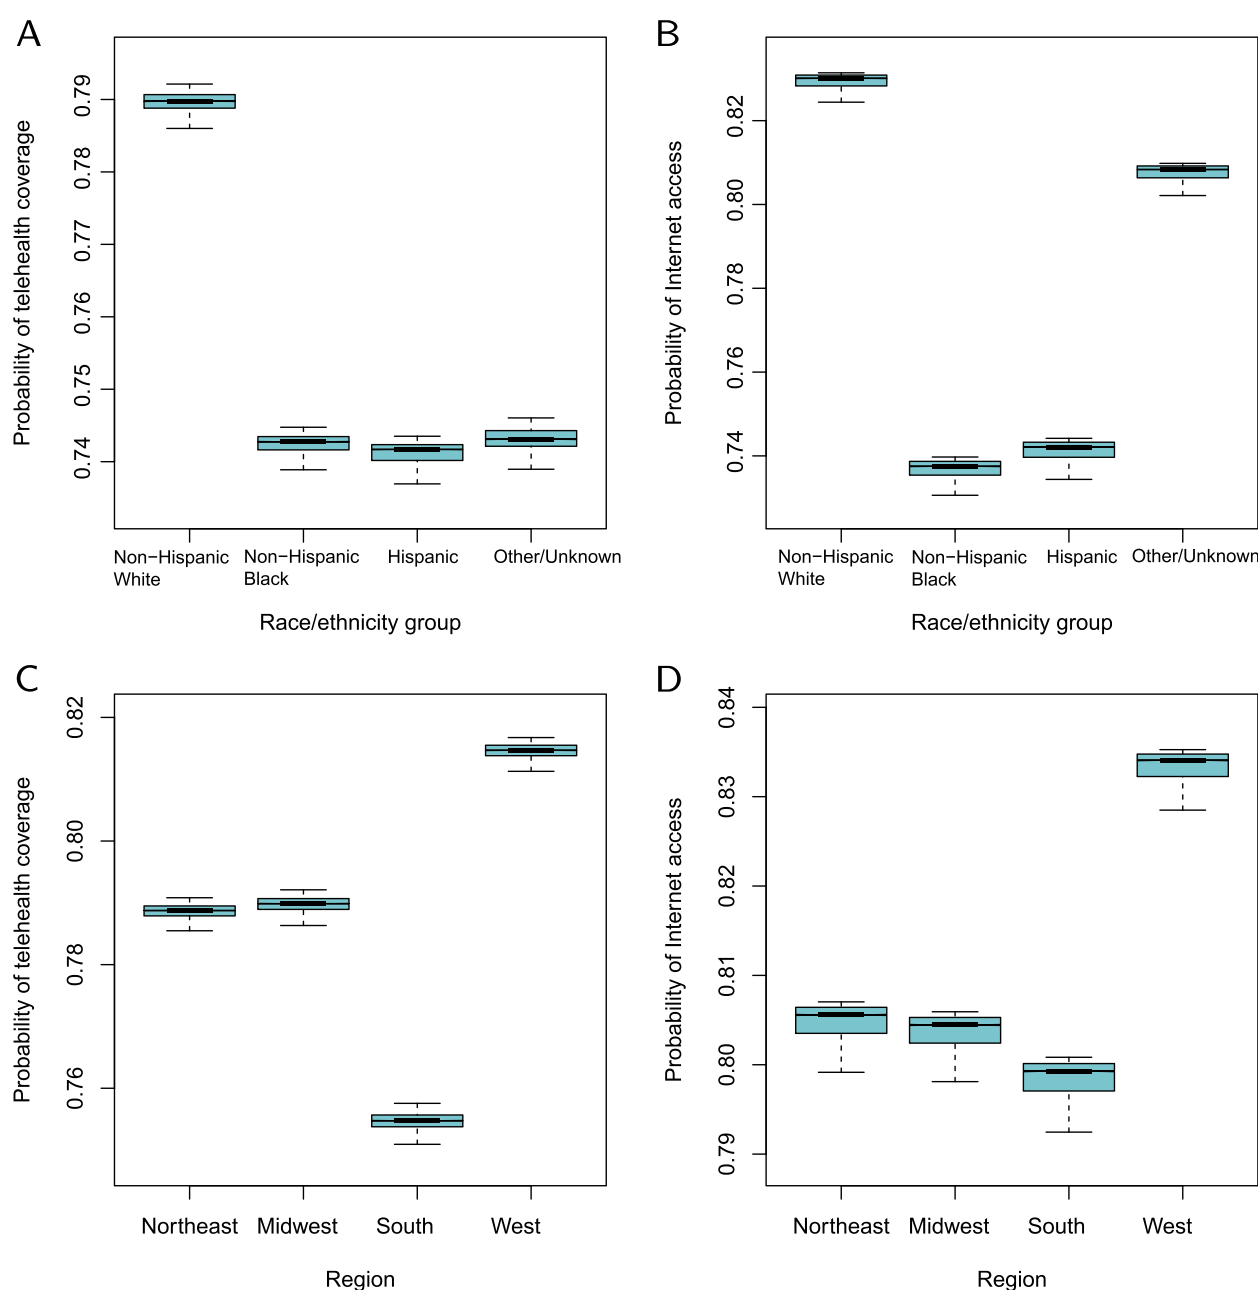 A
Probability of telehealth coverage
0.79
0.78
0.77
0.76
0.75
0.74
Non−Hispanic
White
Non−Hispanic
Black
Hispanic
Other/Unknown
Race/ethnicity group
B
Probability of Internet access
0.82
0.80
0.78
0.76
0.74
Non−Hispanic
White
Non−Hispanic
Black
Hispanic
Other/Unknown
Race/ethnicity group
C
Probability of telehealth coverage
0.82
0.80
0.78
0.76
Northeast
Midwest
South
West
Region
D
Probability of Internet access
0.84
0.83
0.82
0.81
0.80
0.79
Northeast
Midwest
South
West
Region